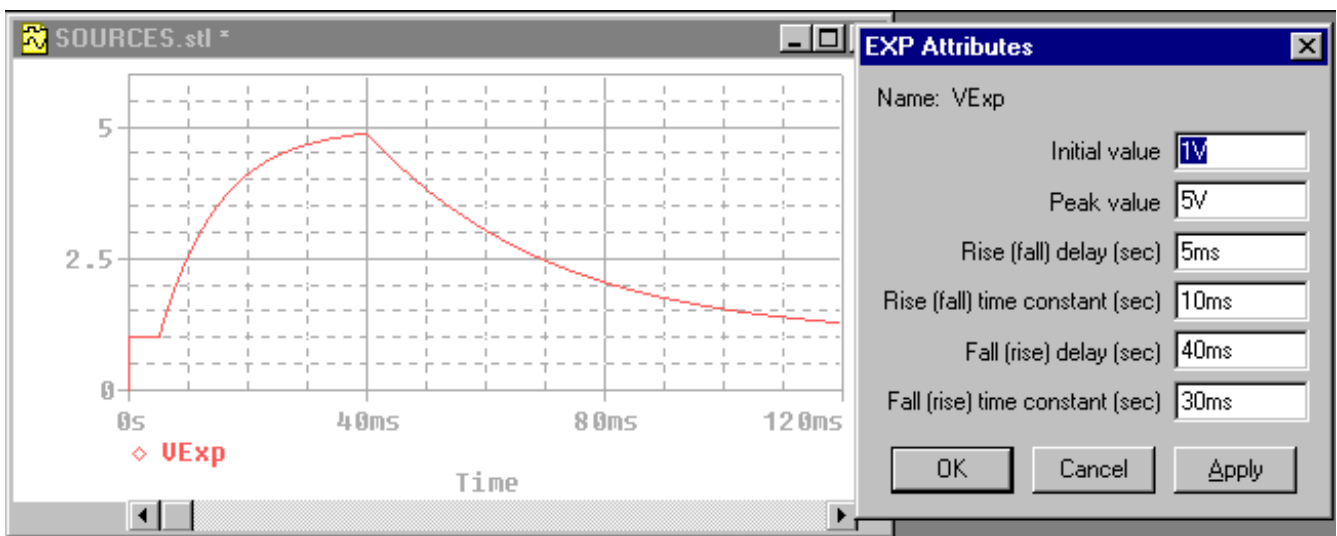 SOURCES.stl *
5
2.5
0
0s 40ms 80ms 120ms
VExp
Time
EXP Attributes
Name: VExp
Initial value 1V
Peak value 5V
Rise (fall) delay (sec) 5ms
Rise (fall) time constant (sec) 10ms
Fall (rise) delay (sec) 40ms
Fall (rise) time constant (sec) 30ms
OK Cancel Apply